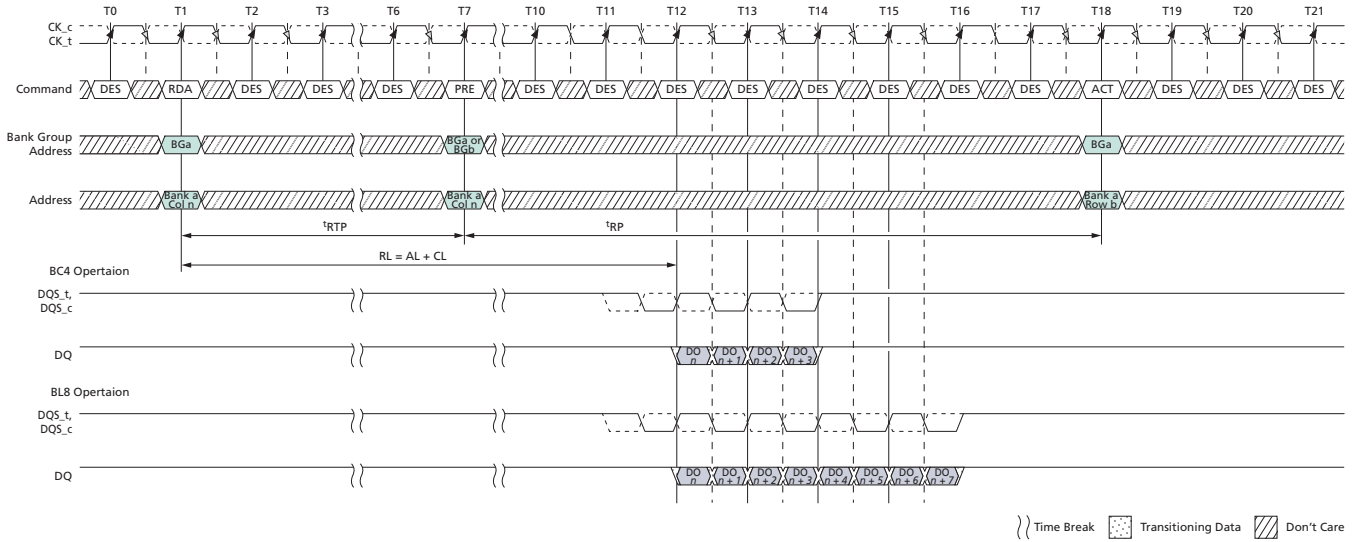 T0 T1 T2 T3 T6 T7 T10 T11 T12 T13 T14 T15 T16 T17 T18 T19 T20 T21
CK_c
CK_t
Command DES RDA DES DES DES PRE DES DES DES DES DES DES DES DES ACT DES DES DES
Bank Group
Address
BGa
BGa or
BGb
BGa
Address
Bank a
Col n
Bank a
Col n
Bank a
Row b
tRTP
tRP
RL = AL + CL
BC4 Opertaion
DQS_t,
DQS_c
DQ
DO
n
DO
n + 1
DO
n + 2
DO
n + 3
BL8 Opertaion
DQS_t,
DQS_c
DQ
DO
n
DO
n + 1
DO
n + 2
DO
n + 3
DO
n + 4
DO
n + 5
DO
n + 6
DO
n + 7
Time Break Transitioning Data Don't Care